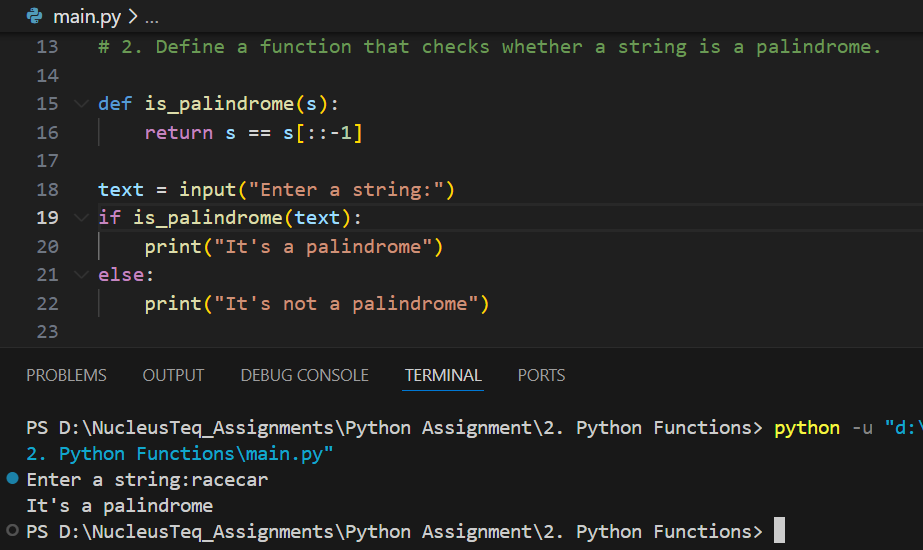 main.py > ...
13 # 2. Define a function that checks whether a string is a palindrome.
14
15 def is_palindrome(s):
16 return s == s[::-1]
17
18 text = input("Enter a string:")
19 if is_palindrome(text):
20 print("It's a palindrome")
21 else:
22 print("It's not a palindrome")
23
PROBLEMS OUTPUT DEBUG CONSOLE TERMINAL PORTS
PS D:\NucleusTeq_Assignments\Python Assignment\2. Python Functions> python -u "d:\
2. Python Functions\main.py"
Enter a string:racecar
It's a palindrome
PS D:\NucleusTeq_Assignments\Python Assignment\2. Python Functions>